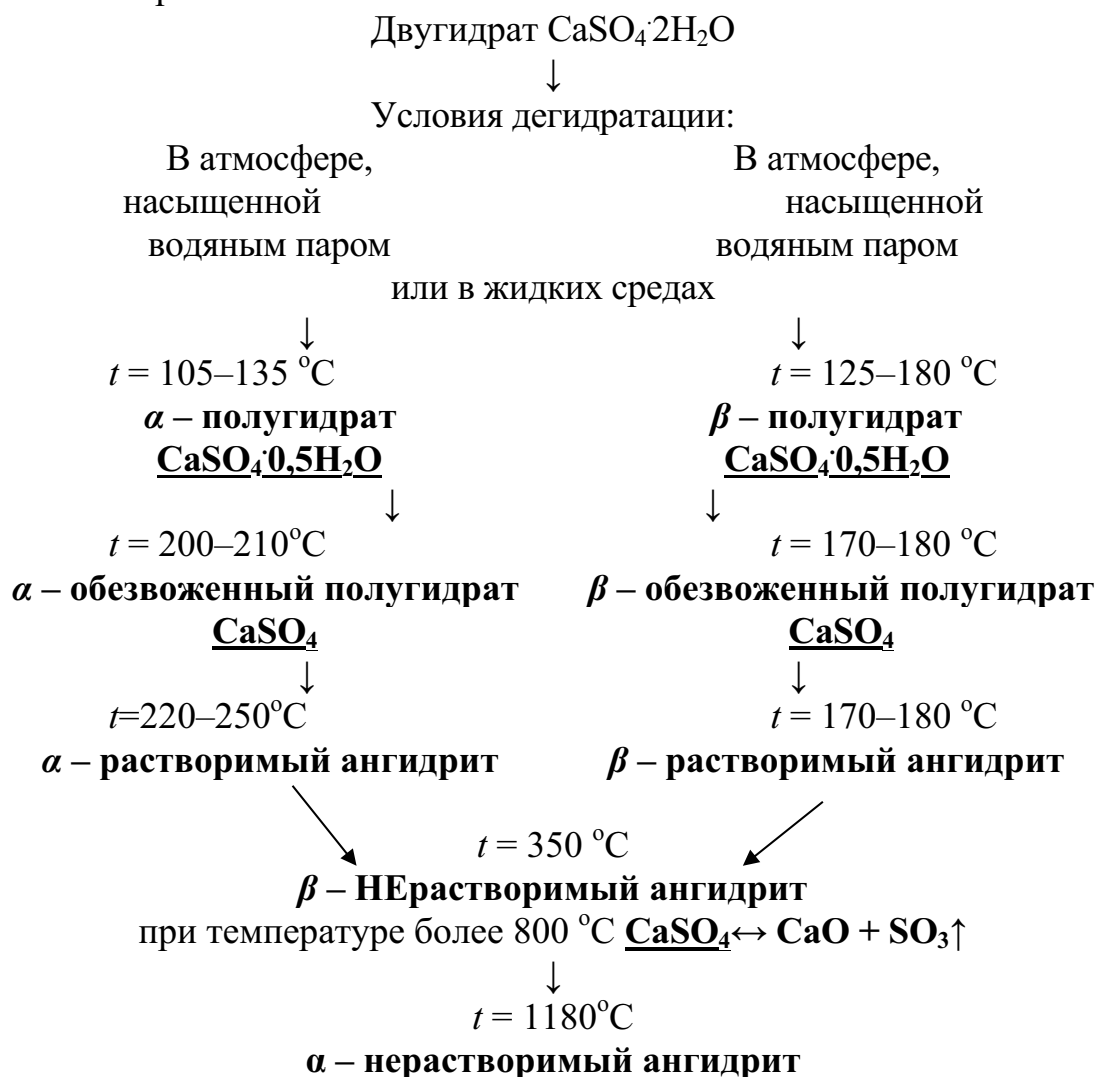 Двугидрат CaSO₄·2H₂O
↓
Условия дегидратации:
В атмосфере, В атмосфере,
насыщенной насыщенной
водяным паром водяным паром
или в жидких средах
↓ ↓
t = 105–135 °C t = 125–180 °C
α – полугидрат β – полугидрат
CaSO₄·0,5H₂O CaSO₄·0,5H₂O
↓ ↓
t = 200–210°C t = 170–180 °C
α – обезвоженный полугидрат β – обезвоженный полугидрат
CaSO₄ CaSO₄
↓ ↓
t=220–250°C t = 170–180 °C
α – растворимый ангидрит β – растворимый ангидрит
t = 350 °C
β – НЕрастворимый ангидрит
при температуре более 800 °C CaSO₄↔ CaO + SO₃↑
↓
t = 1180°C
α – нерастворимый ангидрит